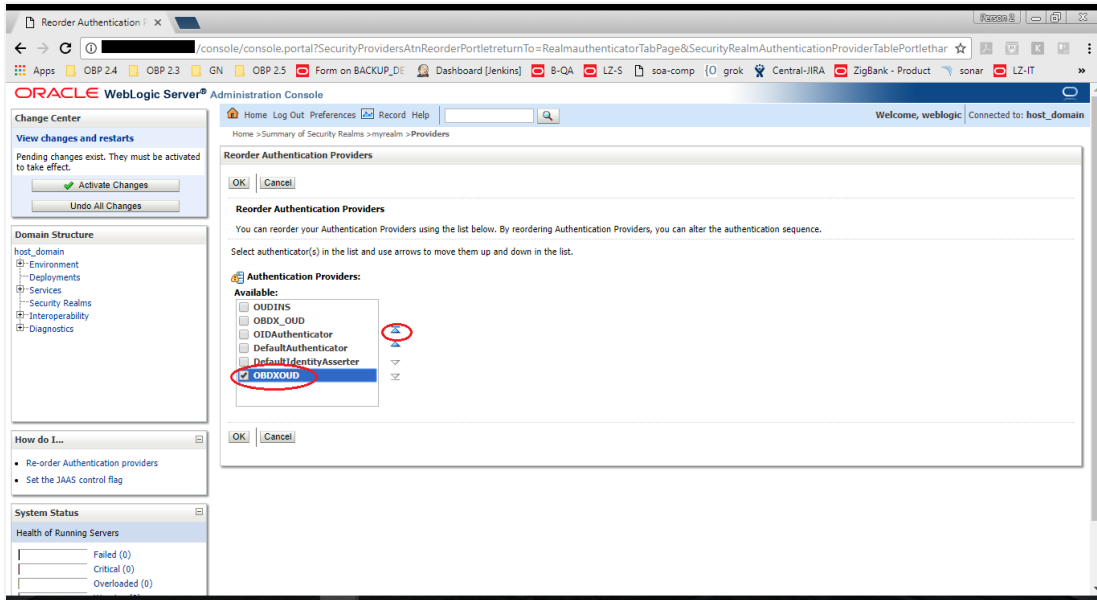 Reorder Authentication P
Person 2
/console/console.portal?SecurityProvidersAtnReorderPortletreturnTo=RealmauthenticatorTabPage&SecurityRealmAuthenticationProviderTablePortlethar
Apps OBP 2.4 OBP 2.3 GN OBP 2.5 Form on BACKUP_DE Dashboard [Jenkins] B-QA LZ-S soa-comp {O grok Central-JIRA ZigBank - Product sonar LZ-IT »
ORACLE WebLogic Server® Administration Console
Change Center
View changes and restarts
Pending changes exist. They must be activated
to take effect.
Activate Changes
Undo All Changes
Domain Structure
host_domain
Environment
Deployments
Services
Security Realms
Interoperability
Diagnostics
How do I...
Re-order Authentication providers
Set the JAAS control flag
System Status
Health of Running Servers
Failed (0)
Critical (0)
Overloaded (0)
Home Log Out Preferences Record Help
Welcome, weblogic Connected to: host_domain
Home >Summary of Security Realms >myrealm >Providers
Reorder Authentication Providers
OK Cancel
Reorder Authentication Providers
You can reorder your Authentication Providers using the list below. By reordering Authentication Providers, you can alter the authentication sequence.
Select authenticator(s) in the list and use arrows to move them up and down in the list.
Authentication Providers:
Available:
OUDINS
OBDX_OUD
OIDAuthenticator
DefaultAuthenticator
DefaultIdentityAsserter
OBDXOUD
OK Cancel